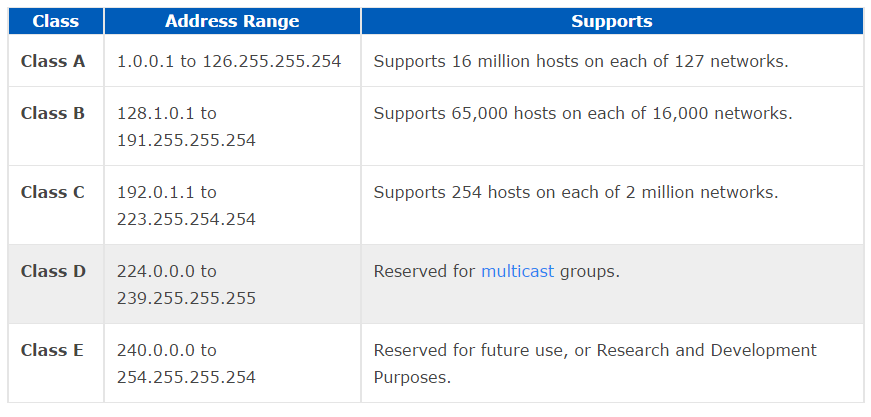 Class Address Range Supports
Class A 1.0.0.1 to 126.255.255.254 Supports 16 million hosts on each of 127 networks.
Class B 128.1.0.1 to Supports 65,000 hosts on each of 16,000 networks.
191.255.255.254
Class C 192.0.1.1 to Supports 254 hosts on each of 2 million networks.
223.255.254.254
Class D 224.0.0.0 to Reserved for multicast groups.
239.255.255.255
Class E 240.0.0.0 to Reserved for future use, or Research and Development
254.255.255.254 Purposes.